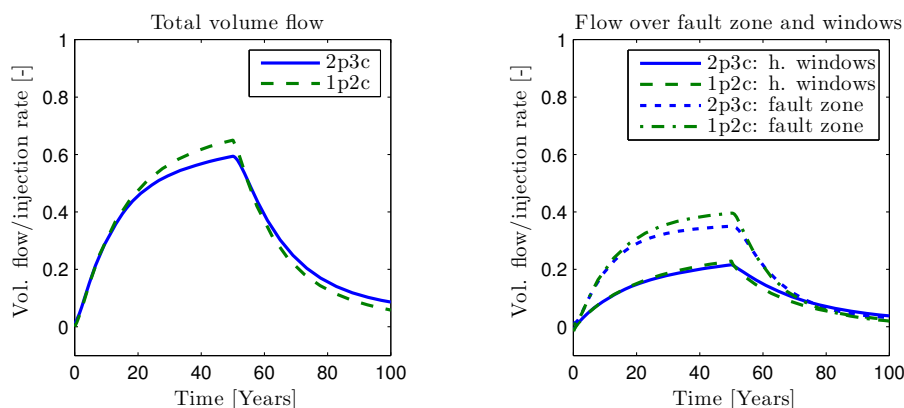 Total volume flow
Vol. flow/injection rate [-]
1
0.8
0.6
0.4
0.2
0
2p3c
1p2c
0 20 40 60 80 100
Time [Years]
Flow over fault zone and windows
Vol. flow/injection rate [-]
1
0.8
0.6
0.4
0.2
0
2p3c: h. windows
1p2c: h. windows
2p3c: fault zone
1p2c: fault zone
0 20 40 60 80 100
Time [Years]